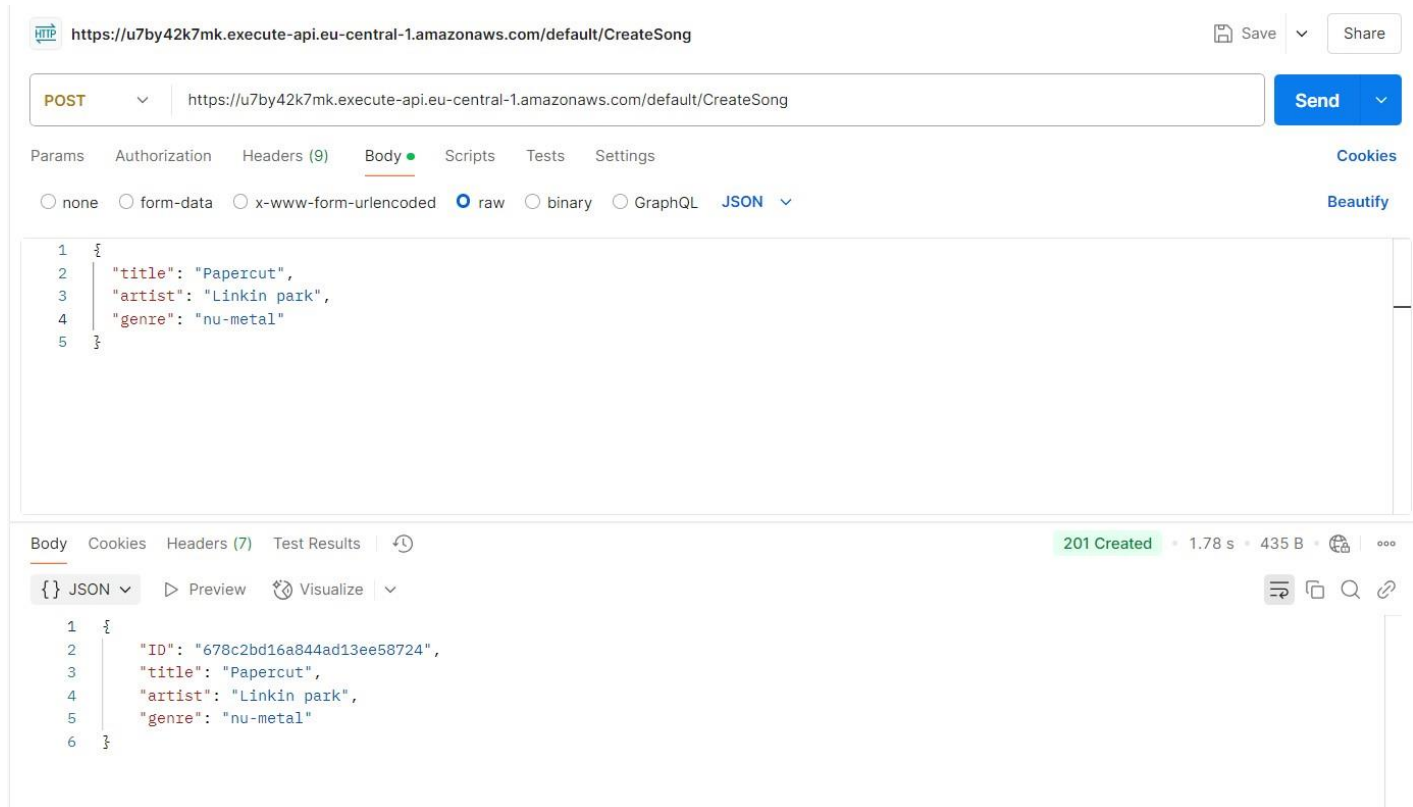 HTTP https://u7by42k7mk.execute-api.eu-central-1.amazonaws.com/default/CreateSong Save Share
POST https://u7by42k7mk.execute-api.eu-central-1.amazonaws.com/default/CreateSong Send
Params Authorization Headers (9) Body Scripts Tests Settings Cookies
none form-data x-www-form-urlencoded raw binary GraphQL JSON Beautify
1 {
2 "title": "Papercut",
3 "artist": "Linkin park",
4 "genre": "nu-metal"
5 }
Body Cookies Headers (7) Test Results 201 Created 1.78 s 435 B
{} JSON Preview Visualize
1 {
2 "ID": "678c2bd16a844ad13ee58724",
3 "title": "Papercut",
4 "artist": "Linkin park",
5 "genre": "nu-metal"
6 }